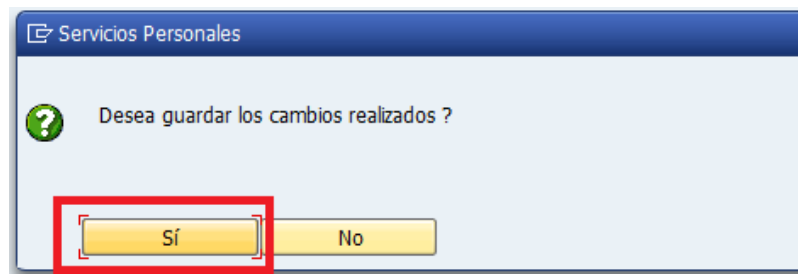 Servicios Personales
Desea guardar los cambios realizados ?
Sí No